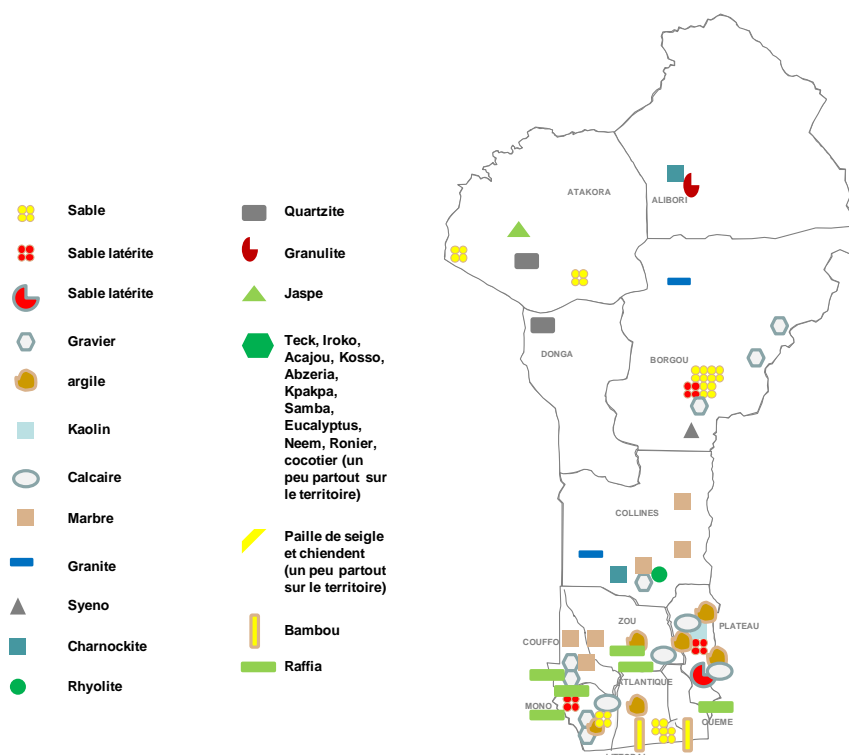 Sable
Sable latérite
Sable latérite
Gravier
argile
Kaolin
Calcaire
Marbre
Granite
Syeno
Charnockite
Rhyolite
Quartzite
Granulite
Jaspe
Teck, Iroko,
Acajou, Kosso,
Abzeria,
Kpakpa,
Samba,
Eucalyptus,
Neem, Ronier,
cocotier (un
peu partout sur
le territoire)
Paille de seigle
et chiendent
(un peu partout
sur le territoire)
Bambou
Raffia
ATAKORA
ALIBORI
DONGA
BORGOU
COLLINES
ZOU
PLATEAU
COUFFO
ATLANTIQUE
MONO
OUEME